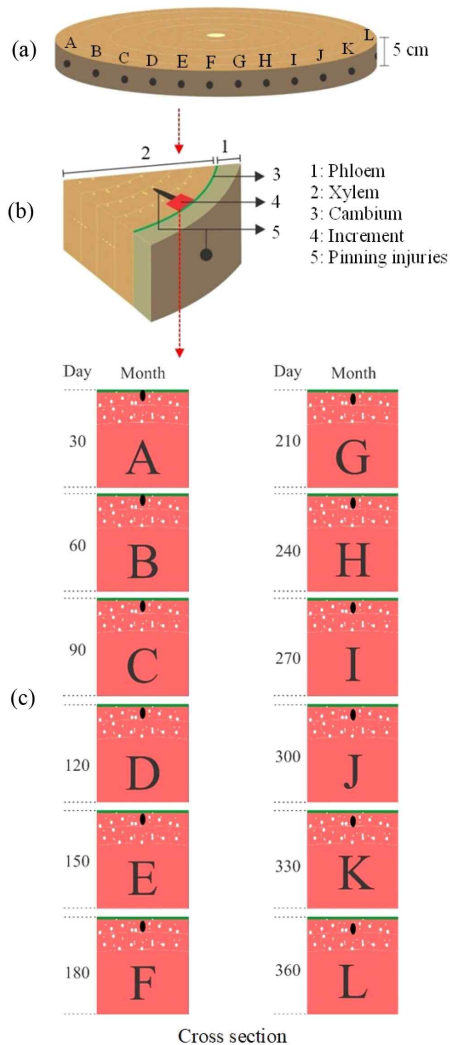 (a)
A B C D E F G H I J K L
5 cm
2 1
(b)
3
4
5
1: Phloem
2: Xylem
3: Cambium
4: Increment
5: Pinning injuries
Day Month Day Month
30 A 210 G
60 B 240 H
90 C 270 I
(c)
120 D 300 J
150 E 330 K
180 F 360 L
Cross section